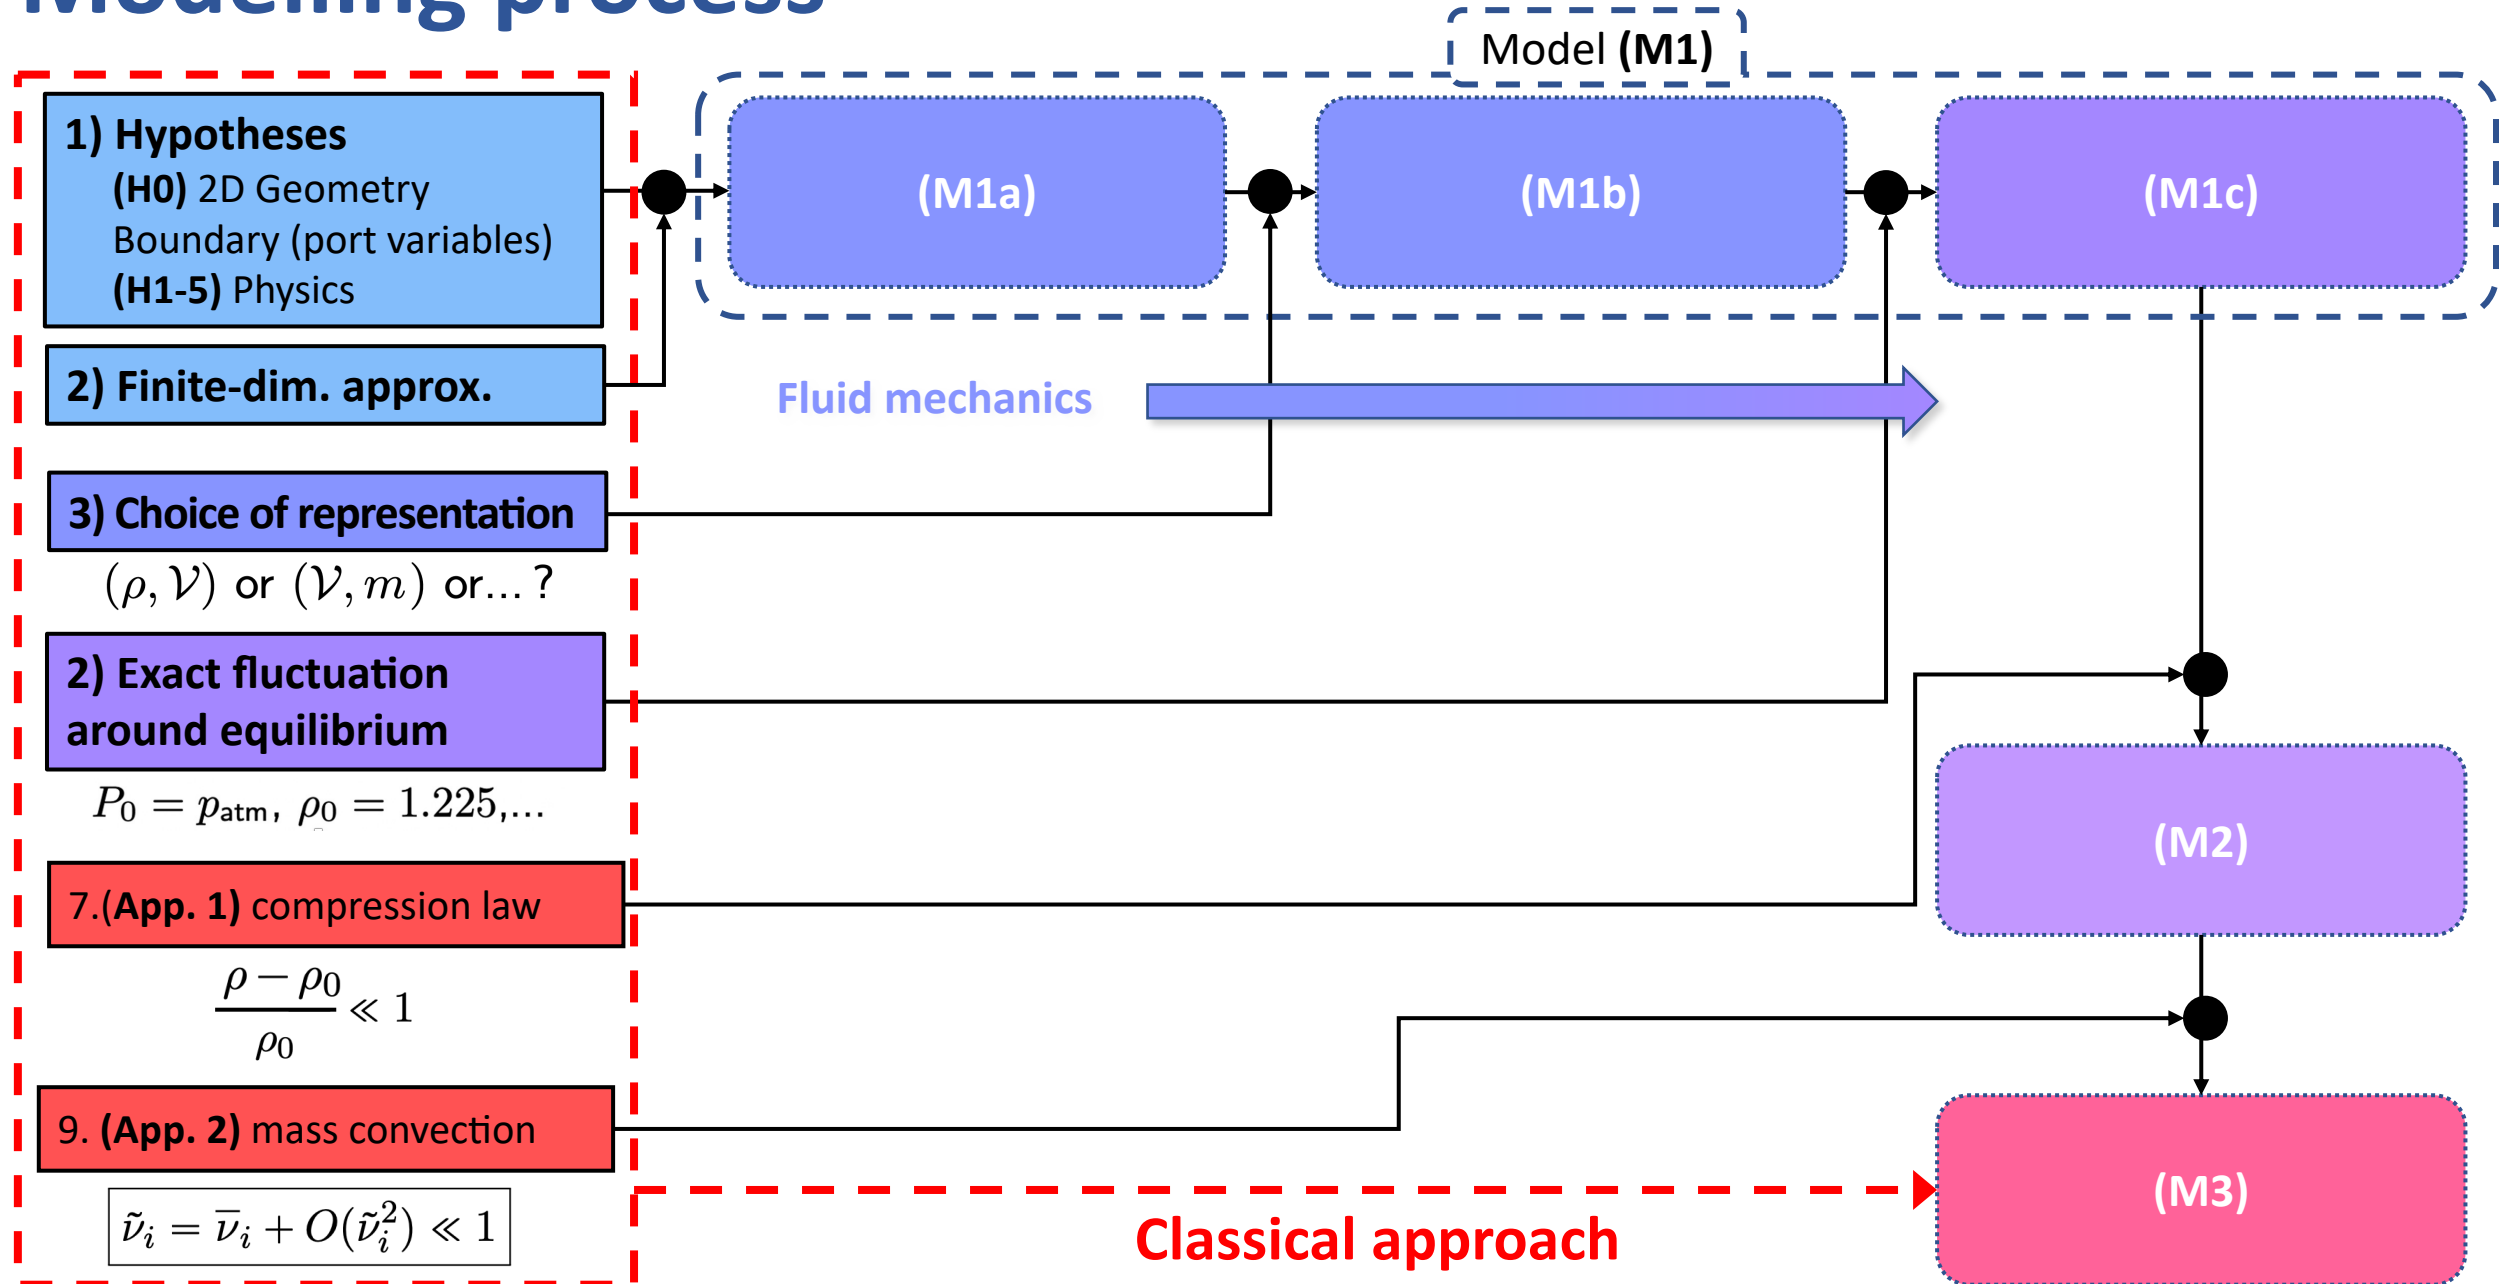 Modelling process
Model (M1)
1) Hypotheses
(H0) 2D Geometry
Boundary (port variables)
(H1-5) Physics
(M1a)
(M1b)
(M1c)
2) Finite-dim. approx.
Fluid mechanics
3) Choice of representation
(ρ, 𝒱) or (𝒱, m) or... ?
2) Exact fluctuation
around equilibrium
P₀ = p_atm, ρ₀ = 1.225,...
(M2)
7.(App. 1) compression law
(ρ − ρ₀)/ρ₀ ≪ 1
9. (App. 2) mass convection
ν̃ᵢ = ν̅ᵢ + O(ν̃ᵢ²) ≪ 1
(M3)
Classical approach